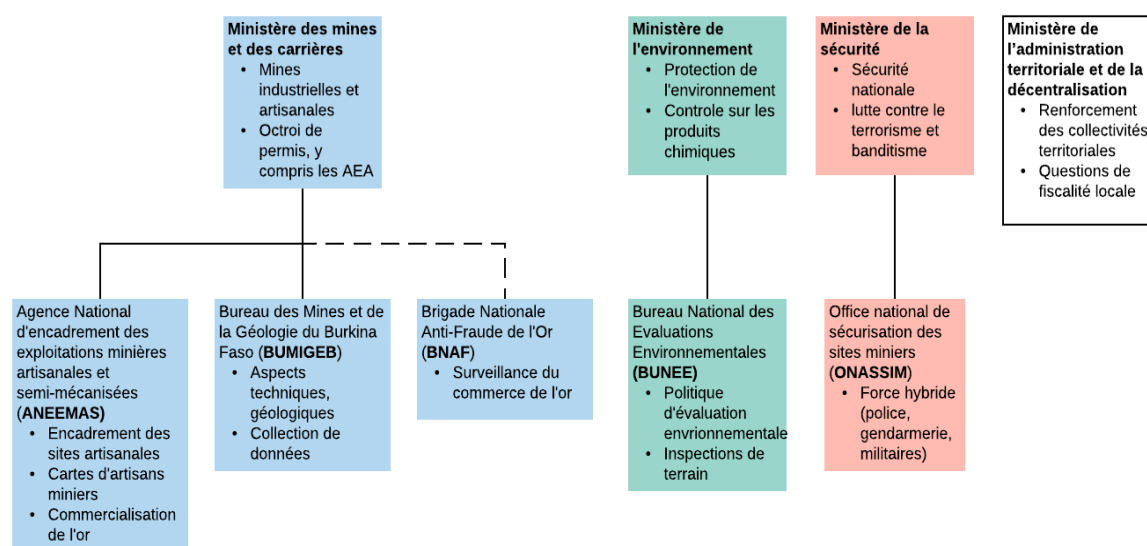 Ministère des mines
et des carrières
• Mines
industrielles et
artisanales
• Octroi de
permis, y
compris les AEA
Ministère de
l'environnement
• Protection de
l'environnement
• Controle sur les
produits
chimiques
Ministère de la
sécurité
• Sécurité
nationale
• lutte contre le
terrorisme et
banditisme
Ministère de
l'administration
territoriale et de la
décentralisation
• Renforcement
des collectivités
territoriales
• Questions de
fiscalité locale
Agence National
d'encadrement des
exploitations minières
artisanales et
semi-mécanisées
(ANEEMAS)
• Encadrement des
sites artisanales
• Cartes d'artisans
miniers
• Commercialisation
de l'or
Bureau des Mines et de
la Géologie du Burkina
Faso (BUMIGEB)
• Aspects
techniques,
géologiques
• Collection de
données
Brigade Nationale
Anti-Fraude de l'Or
(BNAF)
• Surveillance du
commerce de l'or
Bureau National des
Evaluations
Environnementales
(BUNEE)
• Politique
d'évaluation
envrionnementale
• Inspections de
terrain
Office national de
sécurisation des
sites miniers
(ONASSIM)
• Force hybride
(police,
gendarmerie,
militaires)